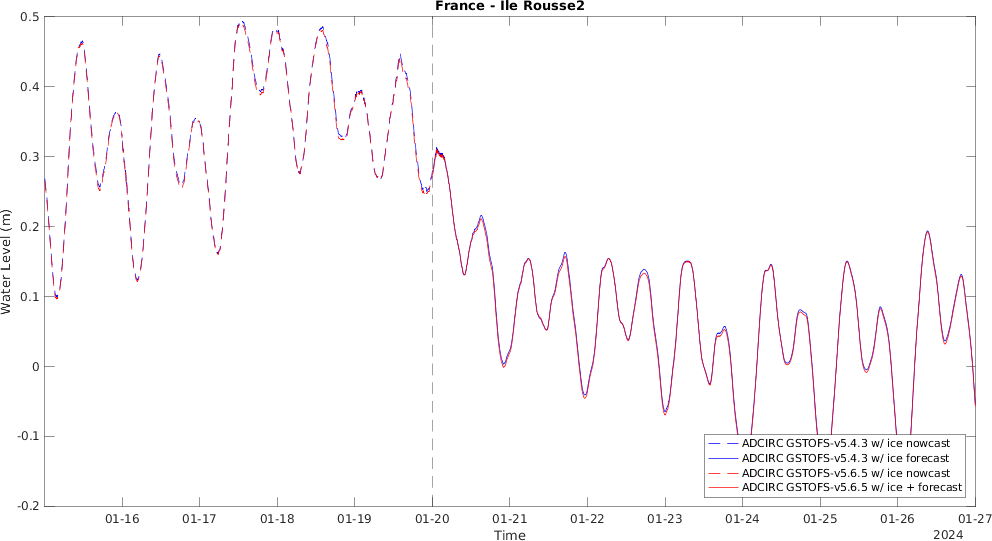 France - Ile Rousse2
Water Level (m)
0.5
0.4
0.3
0.2
0.1
0
-0.1
-0.2
01-16 01-17 01-18 01-19 01-20 01-21 01-22 01-23 01-24 01-25 01-26 01-27
Time
2024
ADCIRC GSTOFS-v5.4.3 w/ ice nowcast
ADCIRC GSTOFS-v5.4.3 w/ ice forecast
ADCIRC GSTOFS-v5.6.5 w/ ice nowcast
ADCIRC GSTOFS-v5.6.5 w/ ice + forecast